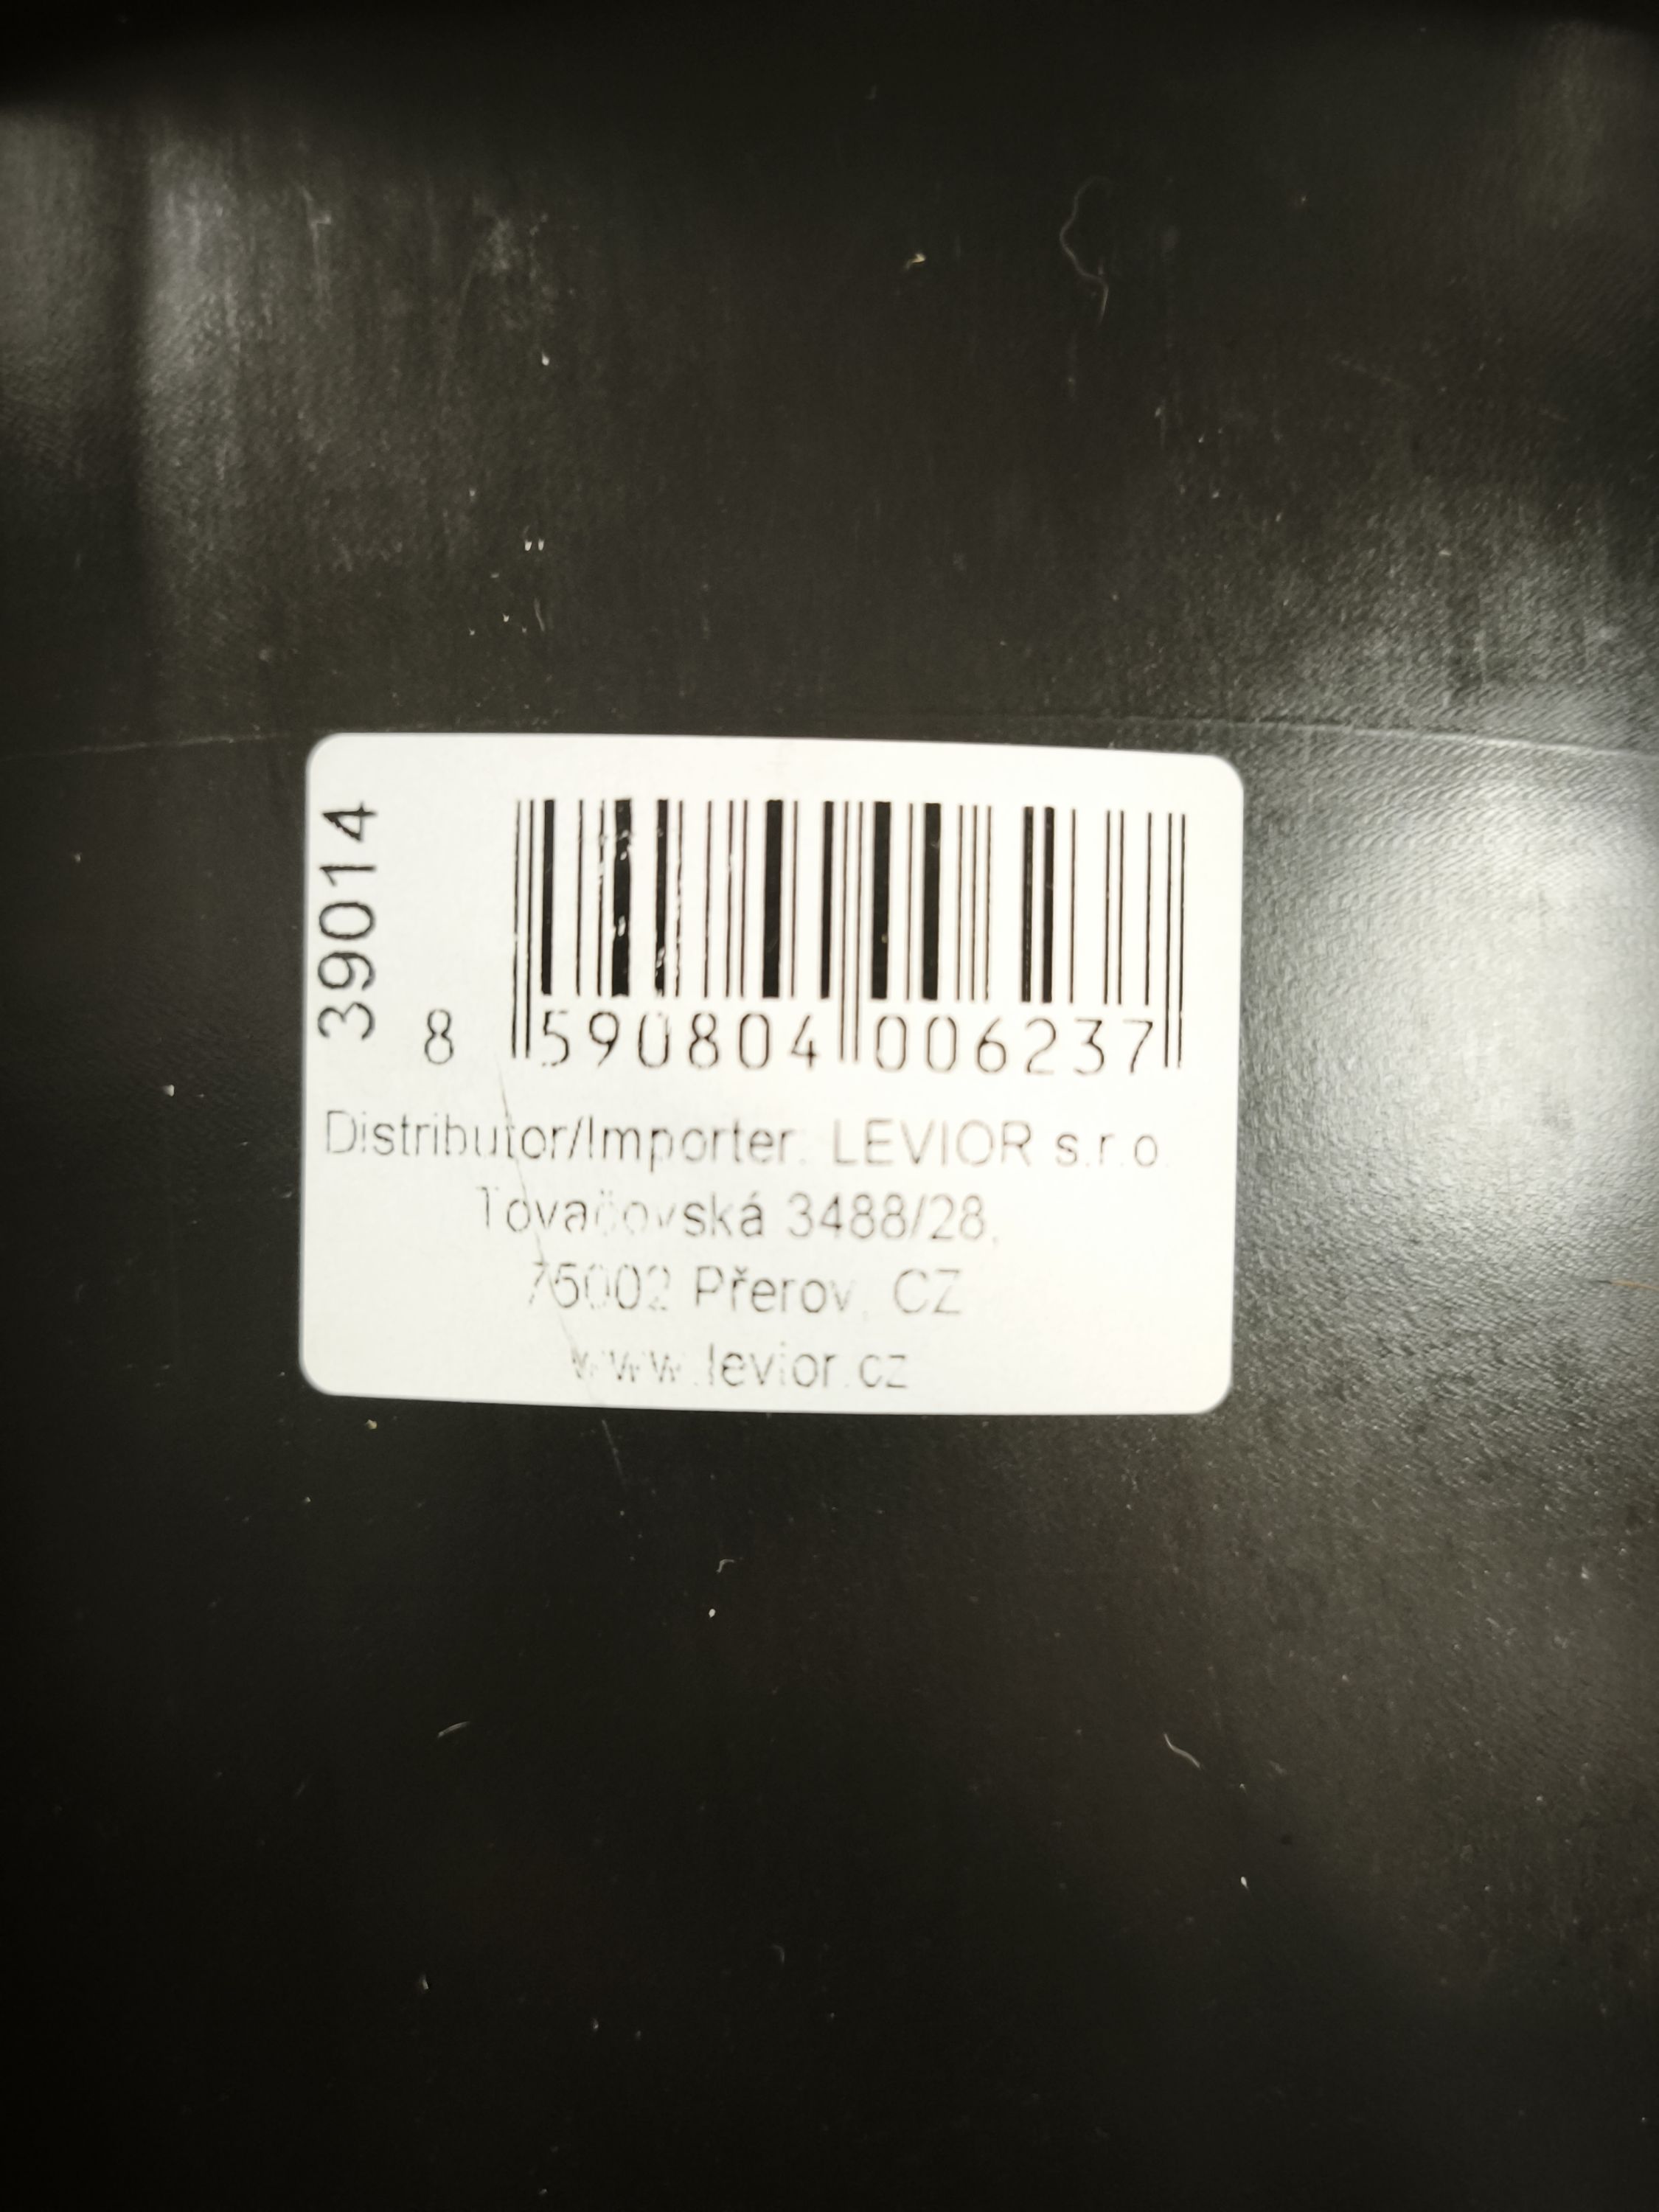 39014
8 590804 006237
Distributor/Importer: LEVIOR s.r.o.
Tovačovská 3488/28,
75002 Přerov, CZ
www.levior.cz